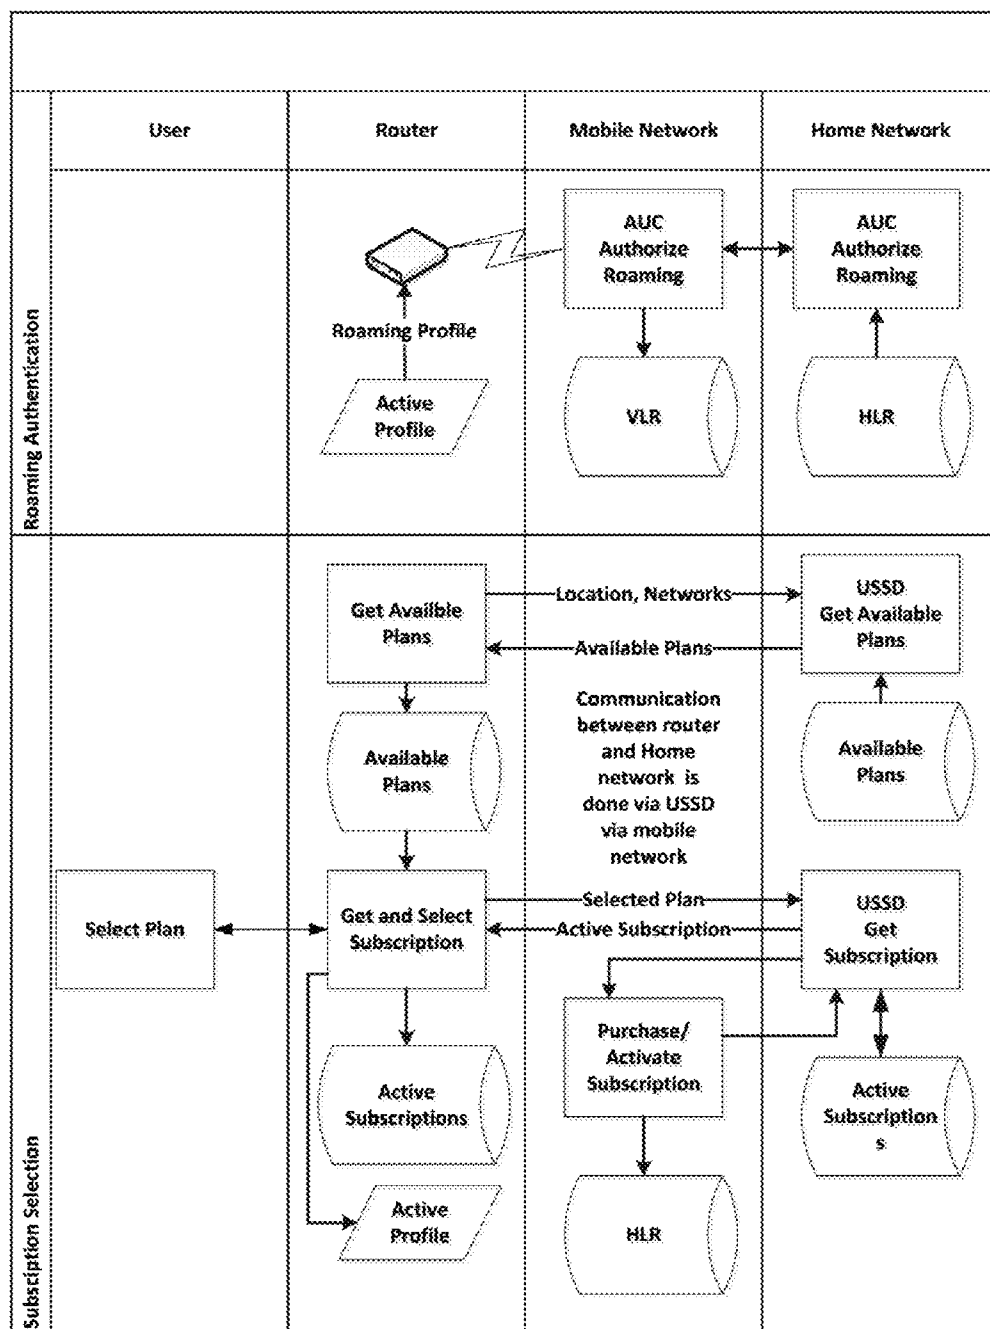 User
Router
Mobile Network
Home Network
Roaming Authentication
AUC
Authorize
Roaming
AUC
Authorize
Roaming
Roaming Profile
Active
Profile
VLR
HLR
Subsciption Selection
Get Availble
Plans
Location, Networks
Available Plans
USSD
Get Available
Plans
Available
Plans
Communication
between router
and Home
network is
done via USSD
via mobile
network
Available
Plans
Select Plan
Get and Select
Subscription
Selected Plan
Active Subscription
USSD
Get
Subscription
Purchase/
Activate
Subscription
Active
Subscriptions
Active
Subscription
s
Active
Profile
HLR